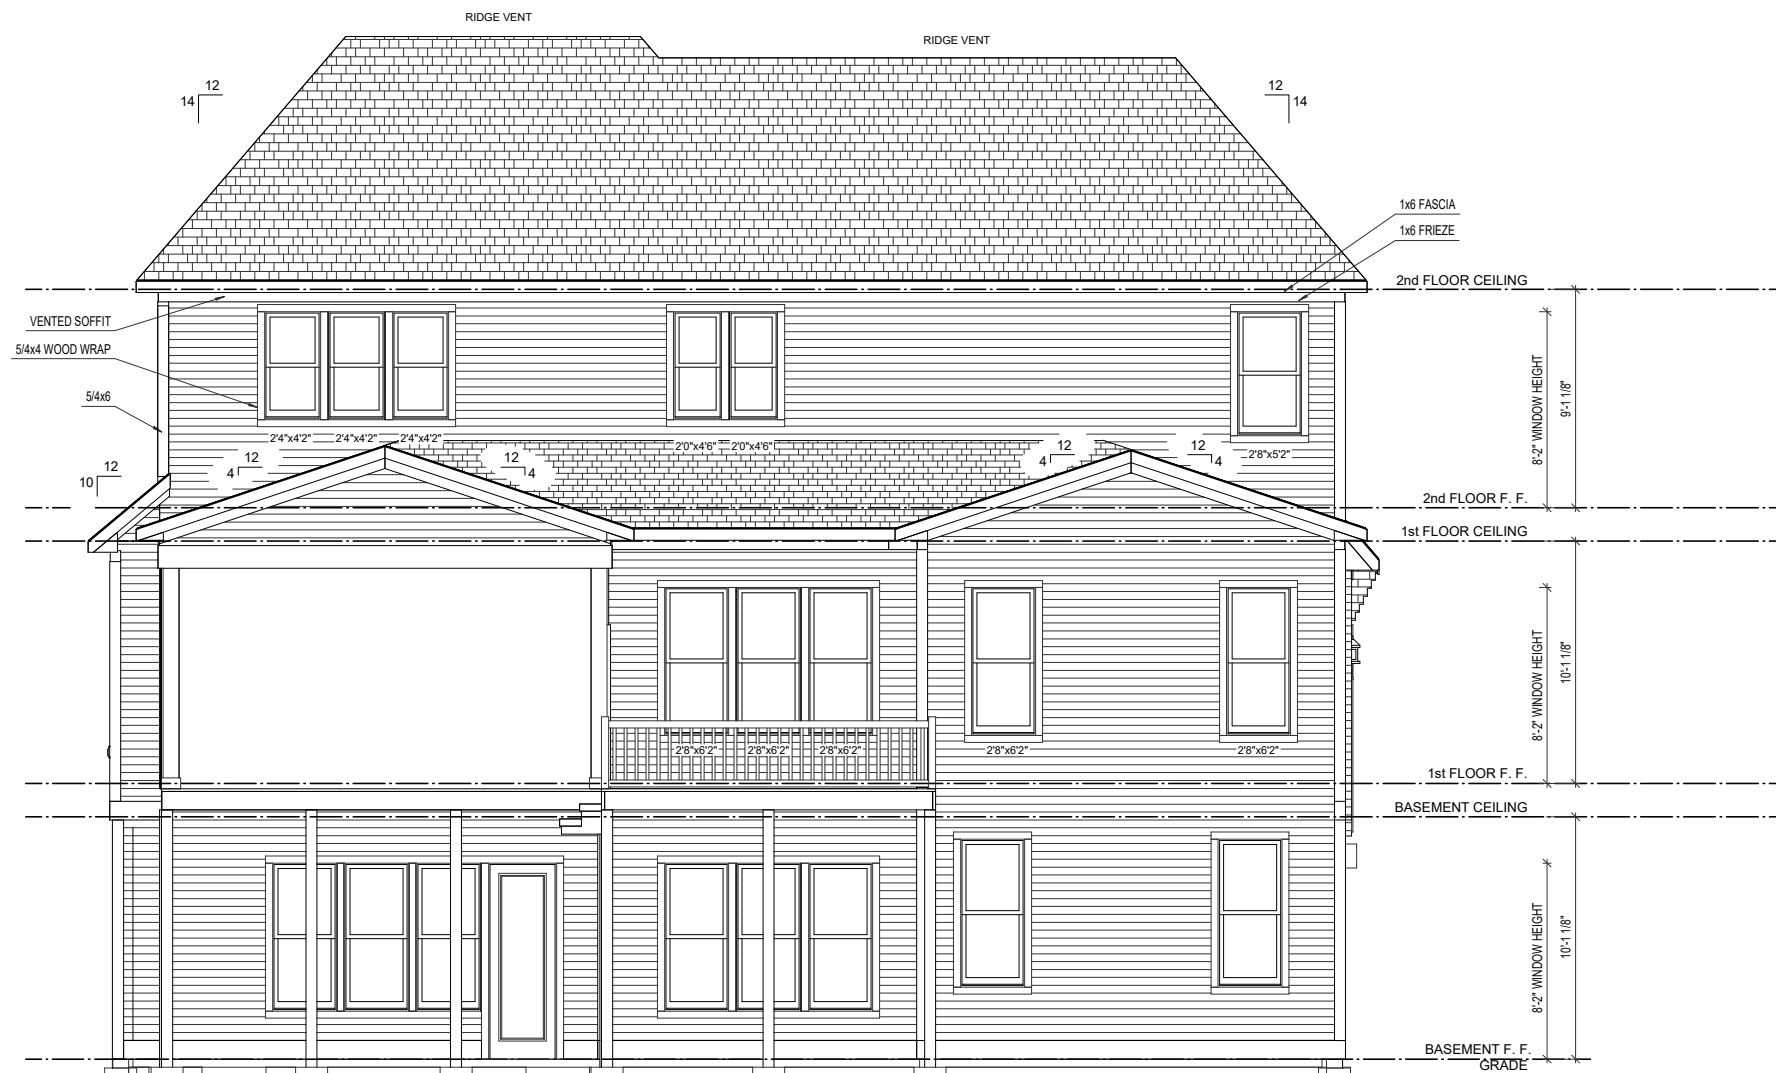 RIDGE VENT
RIDGE VENT
12
14
12
14
1x6 FASCIA
1x6 FRIEZE
2nd FLOOR CEILING
VENTED SOFFIT
5/4x4 WOOD WRAP
5/4x6
8'-2" WINDOW HEIGHT
9'-1 1/8"
2'4"x4'2" 2'4"x4'2" 2'4"x4'2"
2'0"x4'6" 2'0"x4'6"
2'8"x5'2"
12
10
12
4
12
4
12
4
12
4
2nd FLOOR F. F.
1st FLOOR CEILING
8'-2" WINDOW HEIGHT
10'-1 1/8"
2'8"x6'2" 2'8"x6'2" 2'8"x6'2"
2'8"x6'2"
2'8"x6'2"
1st FLOOR F. F.
BASEMENT CEILING
8'-2" WINDOW HEIGHT
10'-1 1/8"
BASEMENT F. F.
GRADE